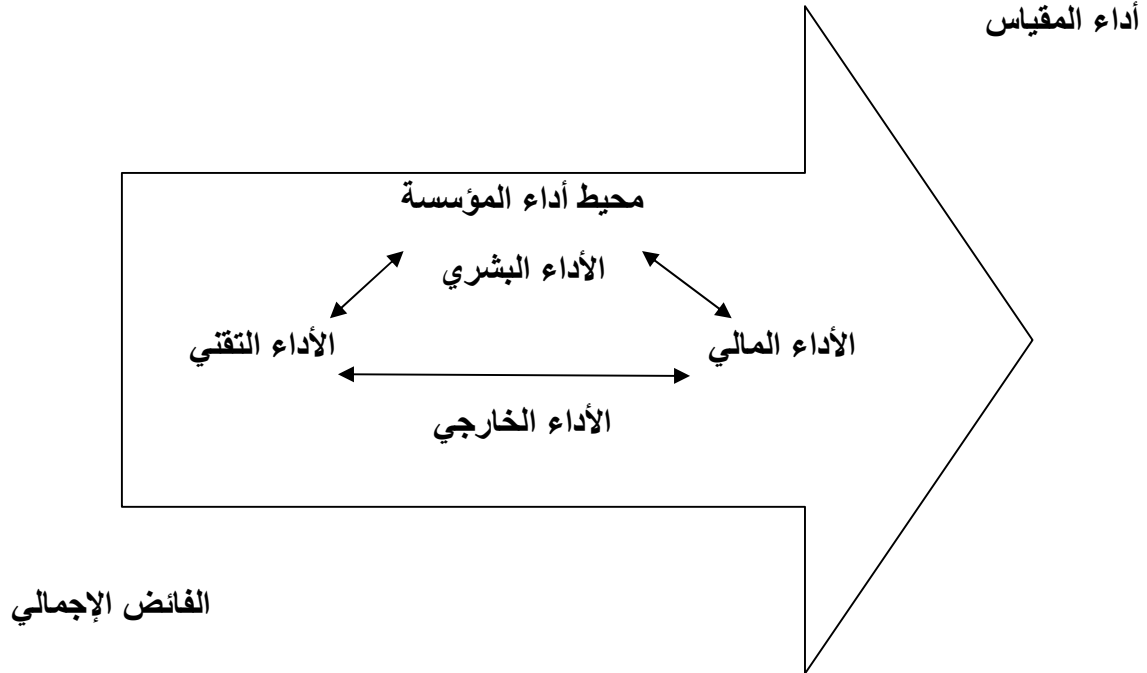 أداء المقياس
محيط أداء المؤسسة
الأداء البشري
الأداء المالي
الأداء التقني
الأداء الخارجي
الفائض الإجمالي